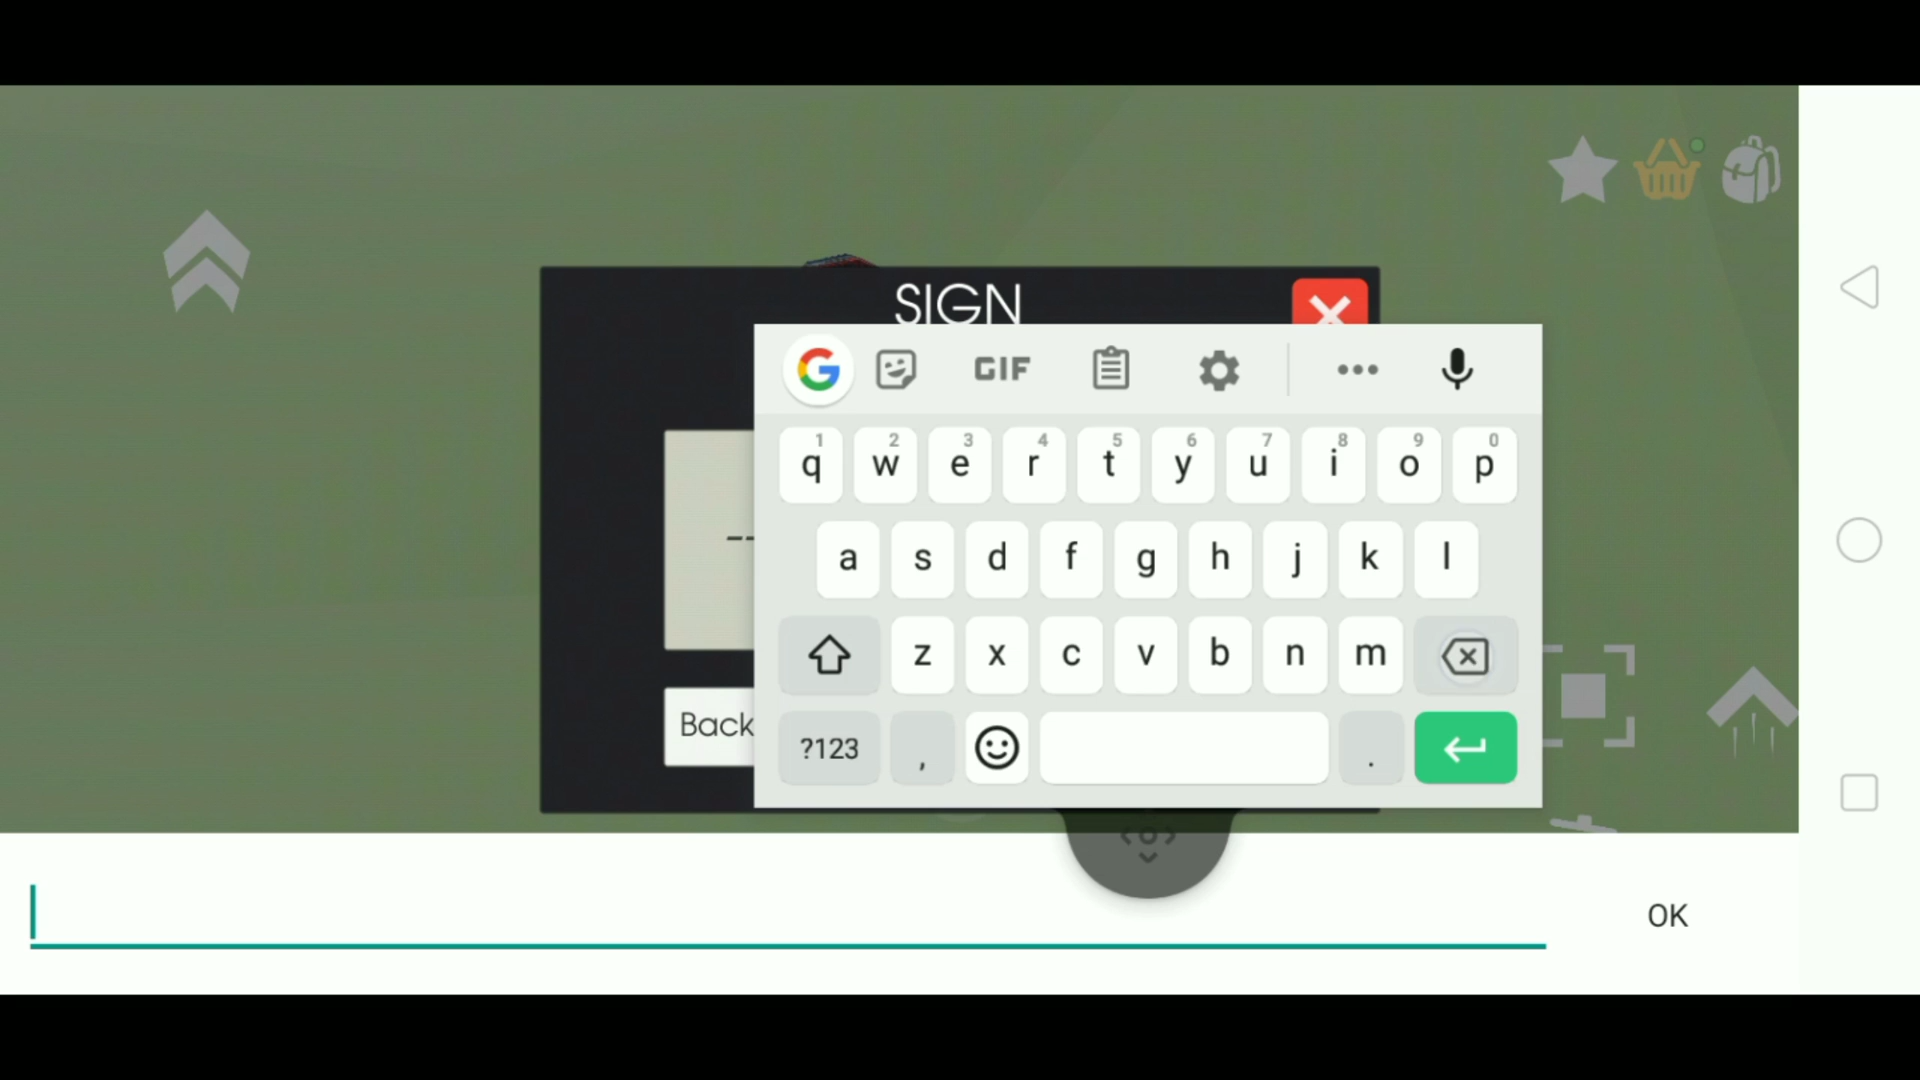 SIGN
GIF
1 2 3 4 5 6 7 8 9 0
q w e r t y u i o p
a s d f g h j k l
--
z x c v b n m
Back
?123 , .
OK